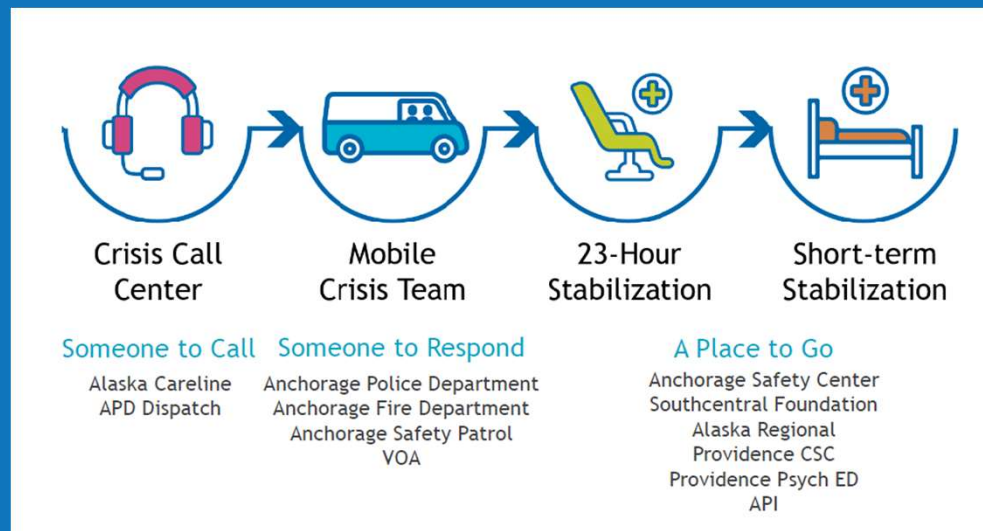 Crisis Call
Center
Mobile
Crisis Team
23-Hour
Stabilization
Short-term
Stabilization
Someone to Call
Alaska Careline
APD Dispatch
Someone to Respond
Anchorage Police Department
Anchorage Fire Department
Anchorage Safety Patrol
VOA
A Place to Go
Anchorage Safety Center
Southcentral Foundation
Alaska Regional
Providence CSC
Providence Psych ED
API